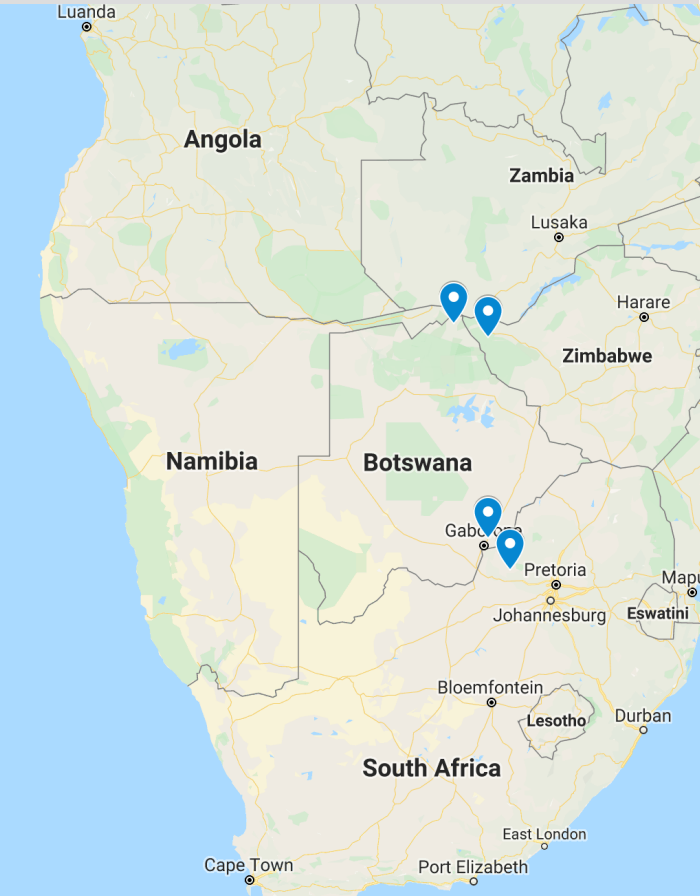 Luanda
Angola
Zambia
Lusaka
Harare
Zimbabwe
Namibia
Botswana
Pretoria
Mapu
Johannesburg
Eswatini
Bloemfontein
Lesotho
Durban
South Africa
East London
Cape Town
Port Elizabeth